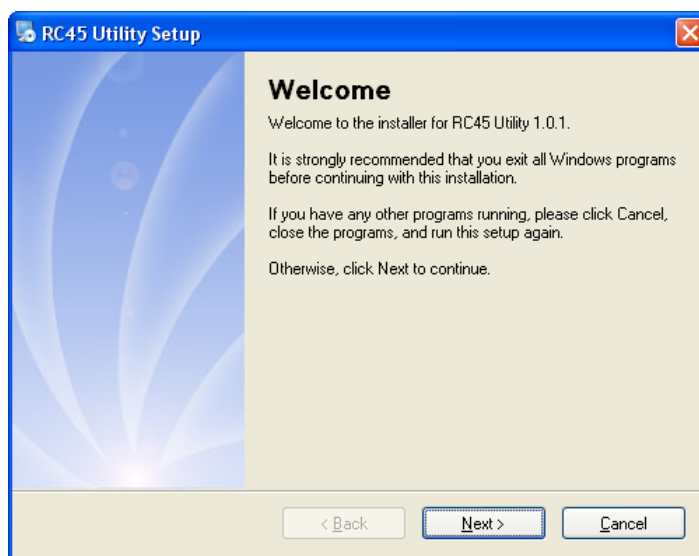 RC45 Utility Setup
Welcome
Welcome to the installer for RC45 Utility 1.0.1.
It is strongly recommended that you exit all Windows programs
before continuing with this installation.
If you have any other programs running, please click Cancel,
close the programs, and run this setup again.
Otherwise, click Next to continue.
< Back
Next >
Cancel